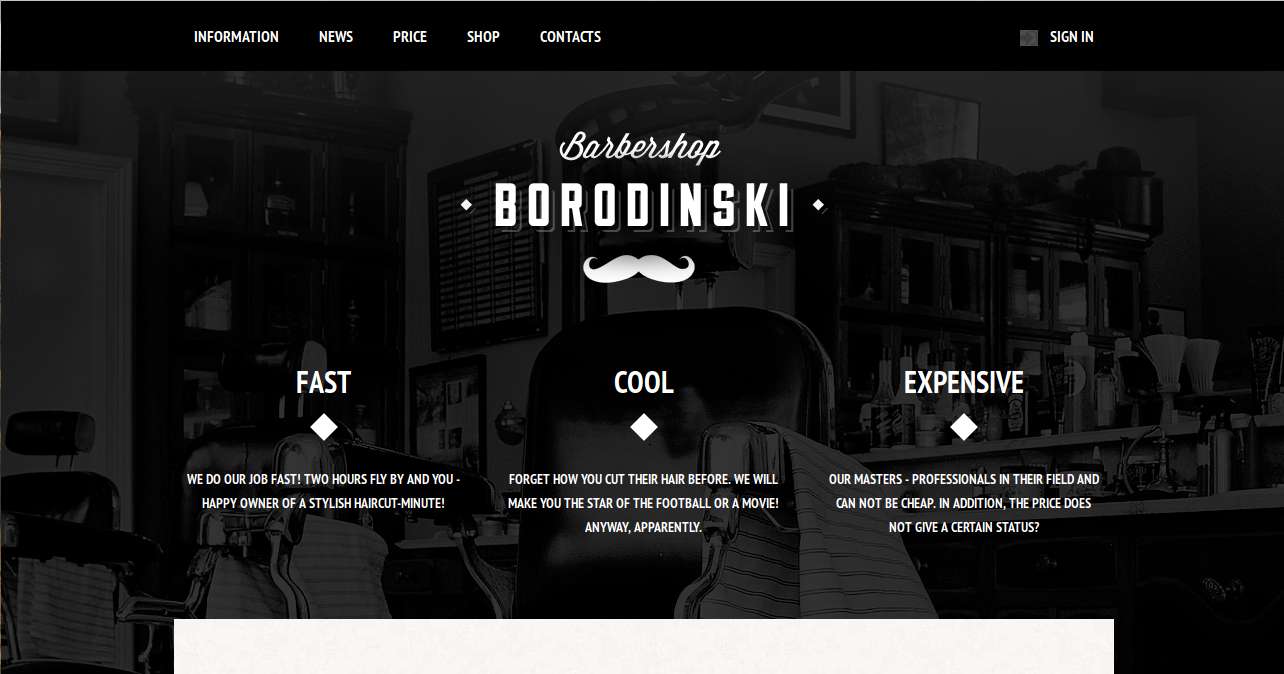 INFORMATION NEWS PRICE SHOP CONTACTS SIGN IN
Barbershop
BORODINSKI
FAST
WE DO OUR JOB FAST! TWO HOURS FLY BY AND YOU -
HAPPY OWNER OF A STYLISH HAIRCUT-MINUTE!
COOL
FORGET HOW YOU CUT THEIR HAIR BEFORE. WE WILL
MAKE YOU THE STAR OF THE FOOTBALL OR A MOVIE!
ANYWAY, APPARENTLY.
EXPENSIVE
OUR MASTERS - PROFESSIONALS IN THEIR FIELD AND
CAN NOT BE CHEAP. IN ADDITION, THE PRICE DOES
NOT GIVE A CERTAIN STATUS?